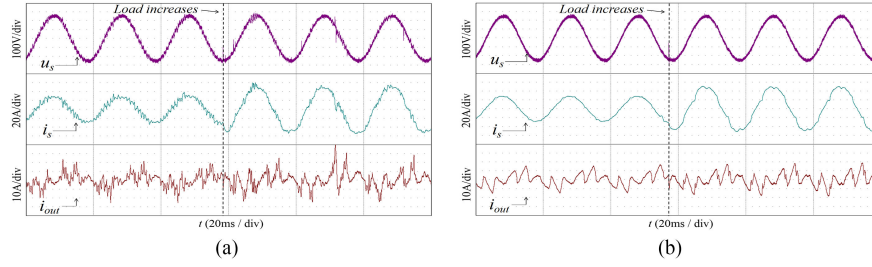 Load increases
100V/div
u_s
20A/div
i_s
10A/div
i_out
t (20ms / div)
(a)
Load increases
100V/div
u_s
20A/div
i_s
10A/div
i_out
t (20ms / div)
(b)